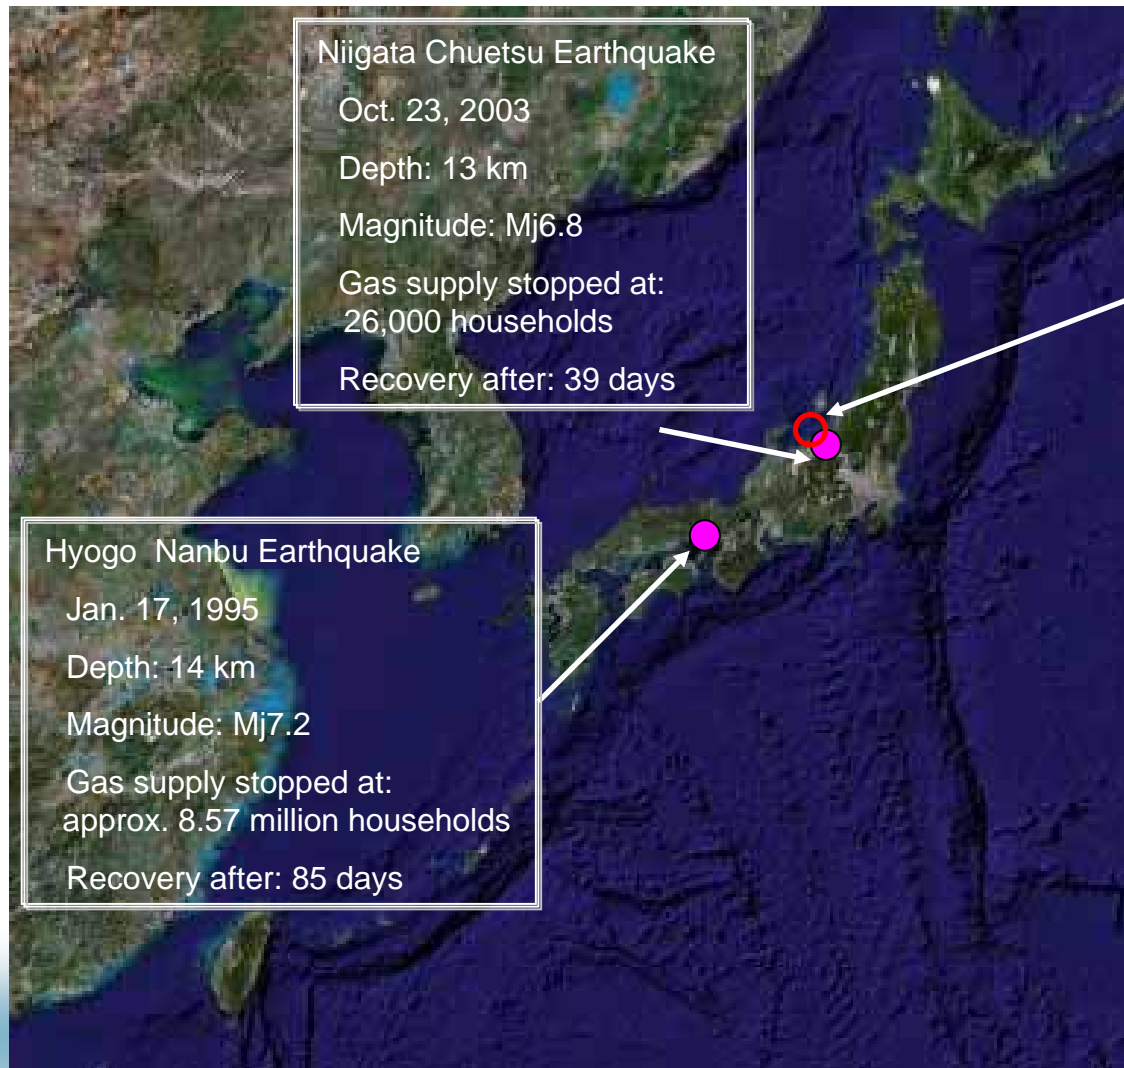 Niigata Chuetsu Earthquake
Oct. 23, 2003
Depth: 13 km
Magnitude: Mj6.8
Gas supply stopped at:
26,000 households
Recovery after: 39 days
Hyogo Nanbu Earthquake
Jan. 17, 1995
Depth: 14 km
Magnitude: Mj7.2
Gas supply stopped at:
approx. 8.57 million households
Recovery after: 85 days